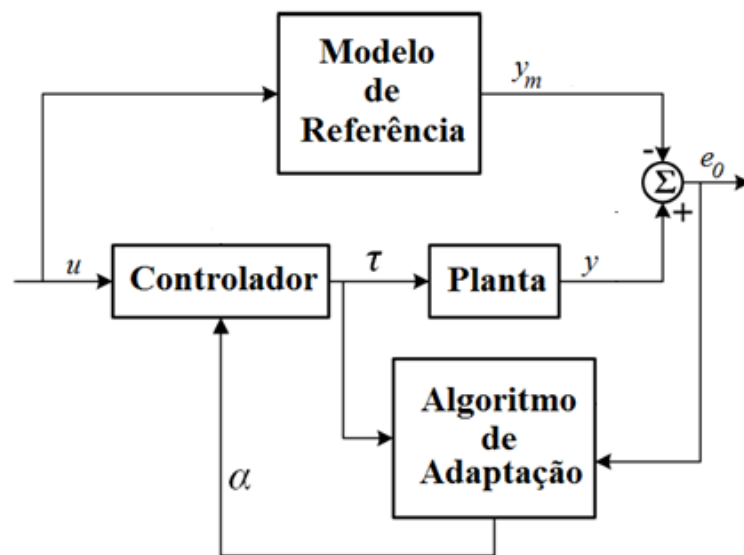 Modelo
de
Referência
y_m
-
Σ
e_0
+
u
Controlador
τ
Planta
y
Algoritmo
de
Adaptação
α